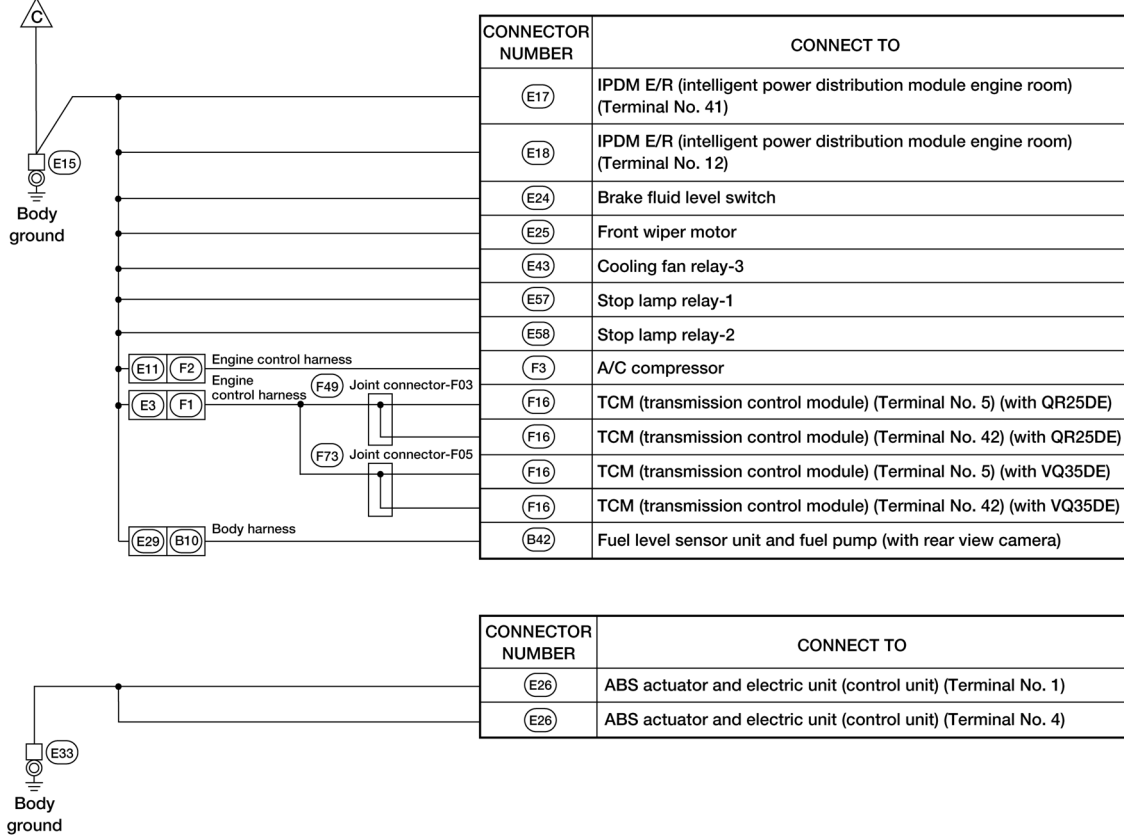 C
CONNECTOR
NUMBER
CONNECT TO
E17
IPDM E/R (intelligent power distribution module engine room)
(Terminal No. 41)
E18
IPDM E/R (intelligent power distribution module engine room)
(Terminal No. 12)
E15
Body
ground
E24
Brake fluid level switch
E25
Front wiper motor
E43
Cooling fan relay-3
E57
Stop lamp relay-1
E58
Stop lamp relay-2
E11
F2
Engine control harness
F3
A/C compressor
E3
F1
Engine
control harness
F49
Joint connector-F03
F16
TCM (transmission control module) (Terminal No. 5) (with QR25DE)
F16
TCM (transmission control module) (Terminal No. 42) (with QR25DE)
F73
Joint connector-F05
F16
TCM (transmission control module) (Terminal No. 5) (with VQ35DE)
F16
TCM (transmission control module) (Terminal No. 42) (with VQ35DE)
E29
B10
Body harness
B42
Fuel level sensor unit and fuel pump (with rear view camera)
CONNECTOR
NUMBER
CONNECT TO
E26
ABS actuator and electric unit (control unit) (Terminal No. 1)
E26
ABS actuator and electric unit (control unit) (Terminal No. 4)
E33
Body
ground